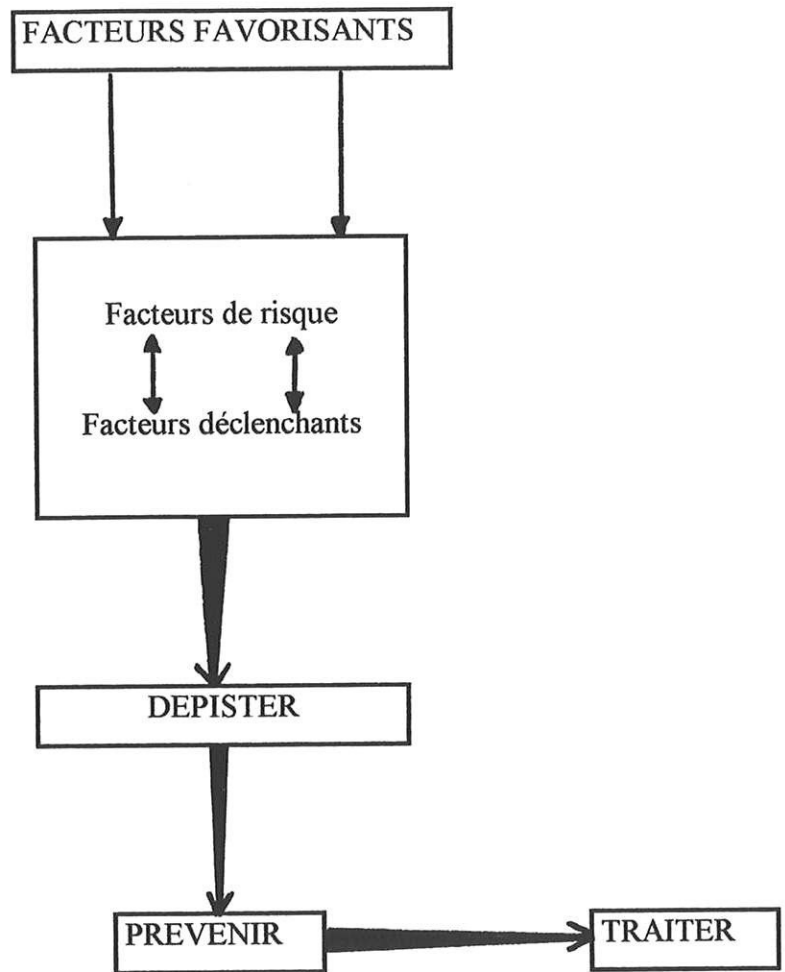 FACTEURS FAVORISANTS
Facteurs de risque
Facteurs déclenchants
DEPISTER
PREVENIR
TRAITER